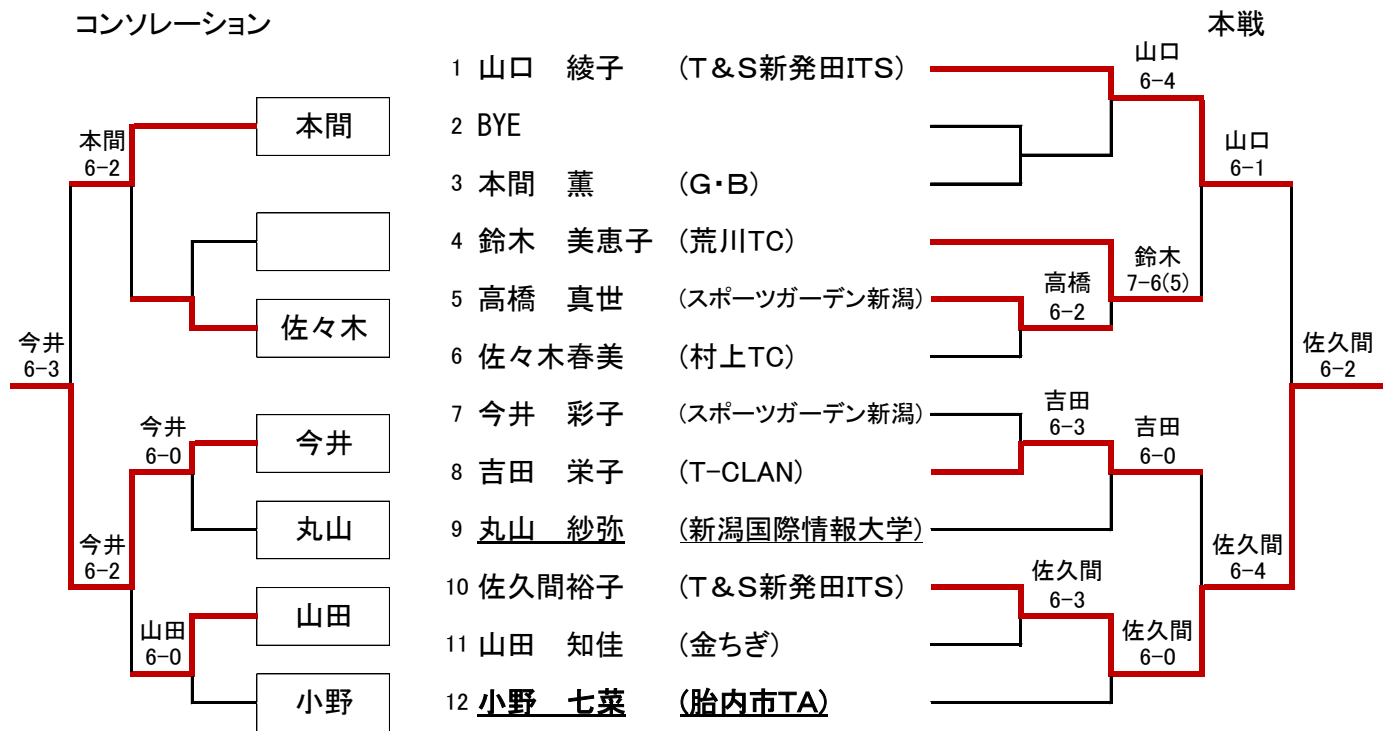 コンソレーション
本戦
1 山口　綾子 (T&S新発田ITS)
2 BYE
3 本間　薫 (G・B)
4 鈴木　美恵子 (荒川TC)
5 高橋　真世 (スポーツガーデン新潟)
6 佐々木春美 (村上TC)
7 今井　彩子 (スポーツガーデン新潟)
8 吉田　栄子 (T-CLAN)
9 丸山　紗弥 (新潟国際情報大学)
10 佐久間裕子 (T&S新発田ITS)
11 山田　知佳 (金ちぎ)
12 小野　七菜 (胎内市TA)
本間
佐々木
今井
丸山
山田
小野
本間
6-2
今井
6-0
山田
6-0
今井
6-2
今井
6-3
高橋
6-2
吉田
6-3
佐久間
6-3
山口
6-4
鈴木
7-6(5)
吉田
6-0
佐久間
6-0
山口
6-1
佐久間
6-4
佐久間
6-2